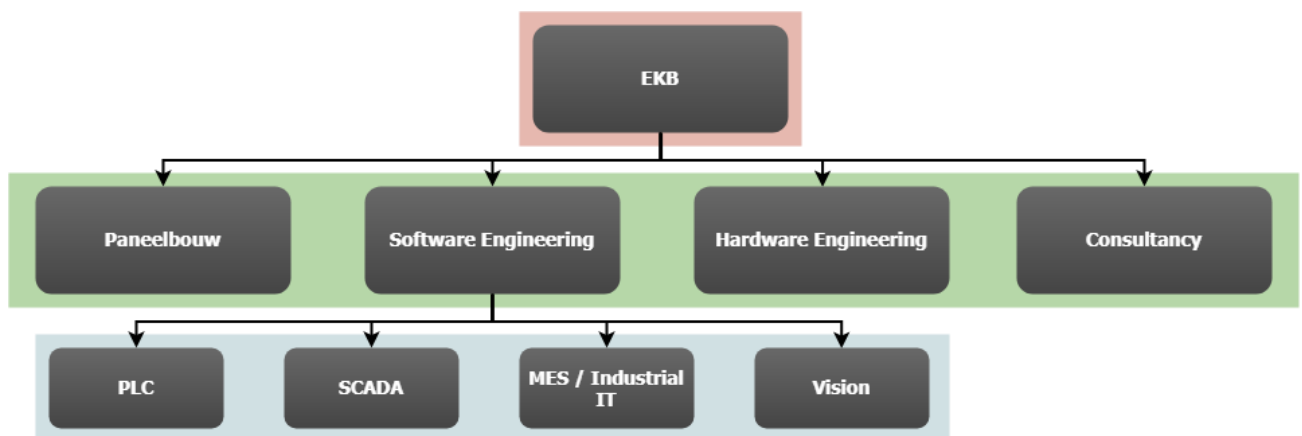 EKB
Paneelbouw
Software Engineering
Hardware Engineering
Consultancy
PLC
SCADA
MES / Industrial
IT
Vision